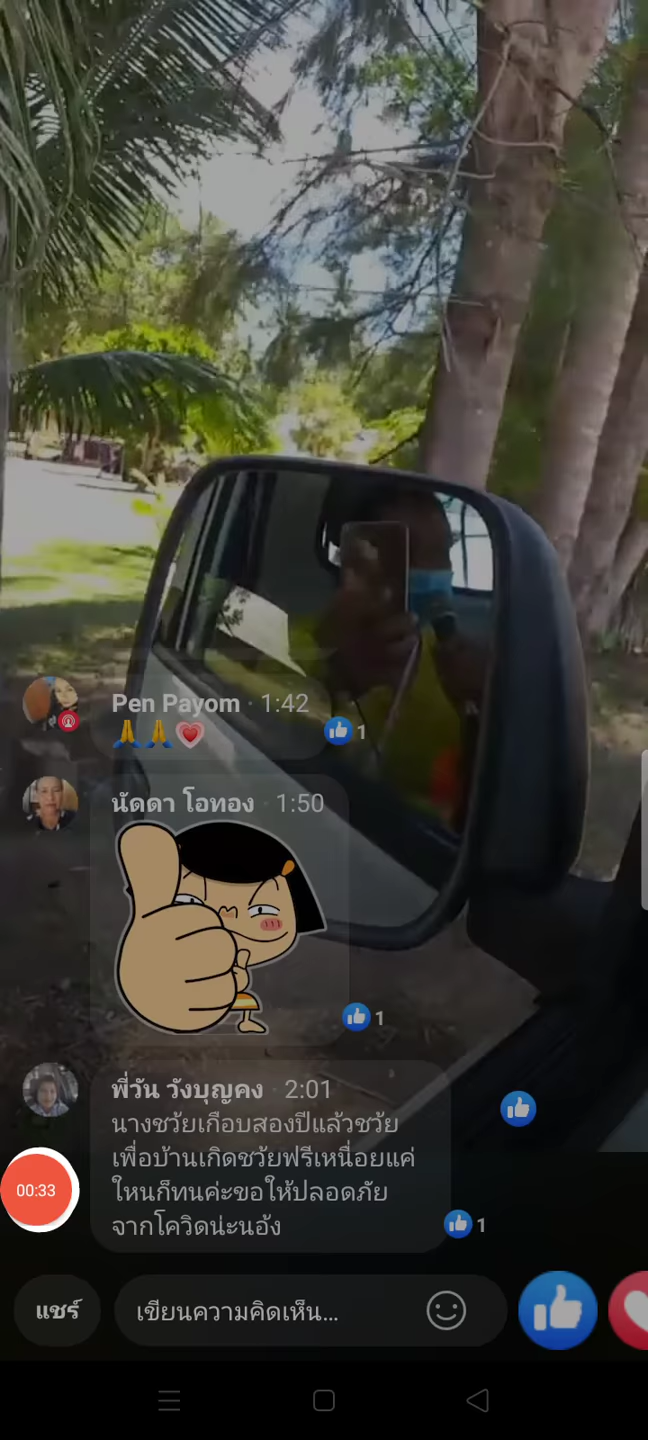 Pen Payom · 1:42
🙏🙏💗
1
นัดดา โอทอง · 1:50
1
พี่วัน วังบุญคง · 2:01
นางชวัยเกือบสองปีแล้วชวัย
เพื่อบ้านเกิดชวัยฟรีเหนื่อยแค่
ใหนก็ทนค่ะขอให้ปลอดภัย
จากโควิดน่ะนอ้ง
1
00:33
แชร์
เขียนความคิดเห็น...